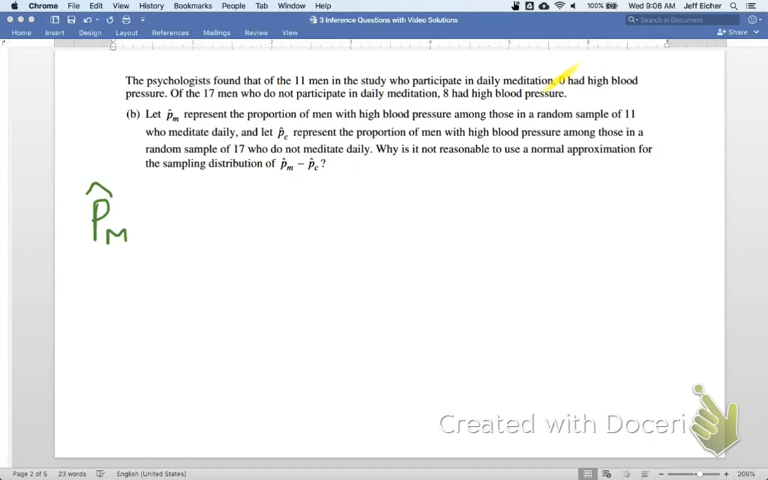 Chrome File Edit View History Bookmarks People Tab Window Help 100% Wed 9:06 AM Jeff Eicher
3 Inference Questions with Video Solutions
Search in Document
Home Insert Design Layout References Mailings Review View Share
The psychologists found that of the 11 men in the study who participate in daily meditation, 0 had high blood
pressure. Of the 17 men who do not participate in daily meditation, 8 had high blood pressure.
(b) Let p̂m represent the proportion of men with high blood pressure among those in a random sample of 11
who meditate daily, and let p̂c represent the proportion of men with high blood pressure among those in a
random sample of 17 who do not meditate daily. Why is it not reasonable to use a normal approximation for
the sampling distribution of p̂m − p̂c ?
P̂M
Created with Doceri
Page 2 of 5 23 words English (United States) 206%